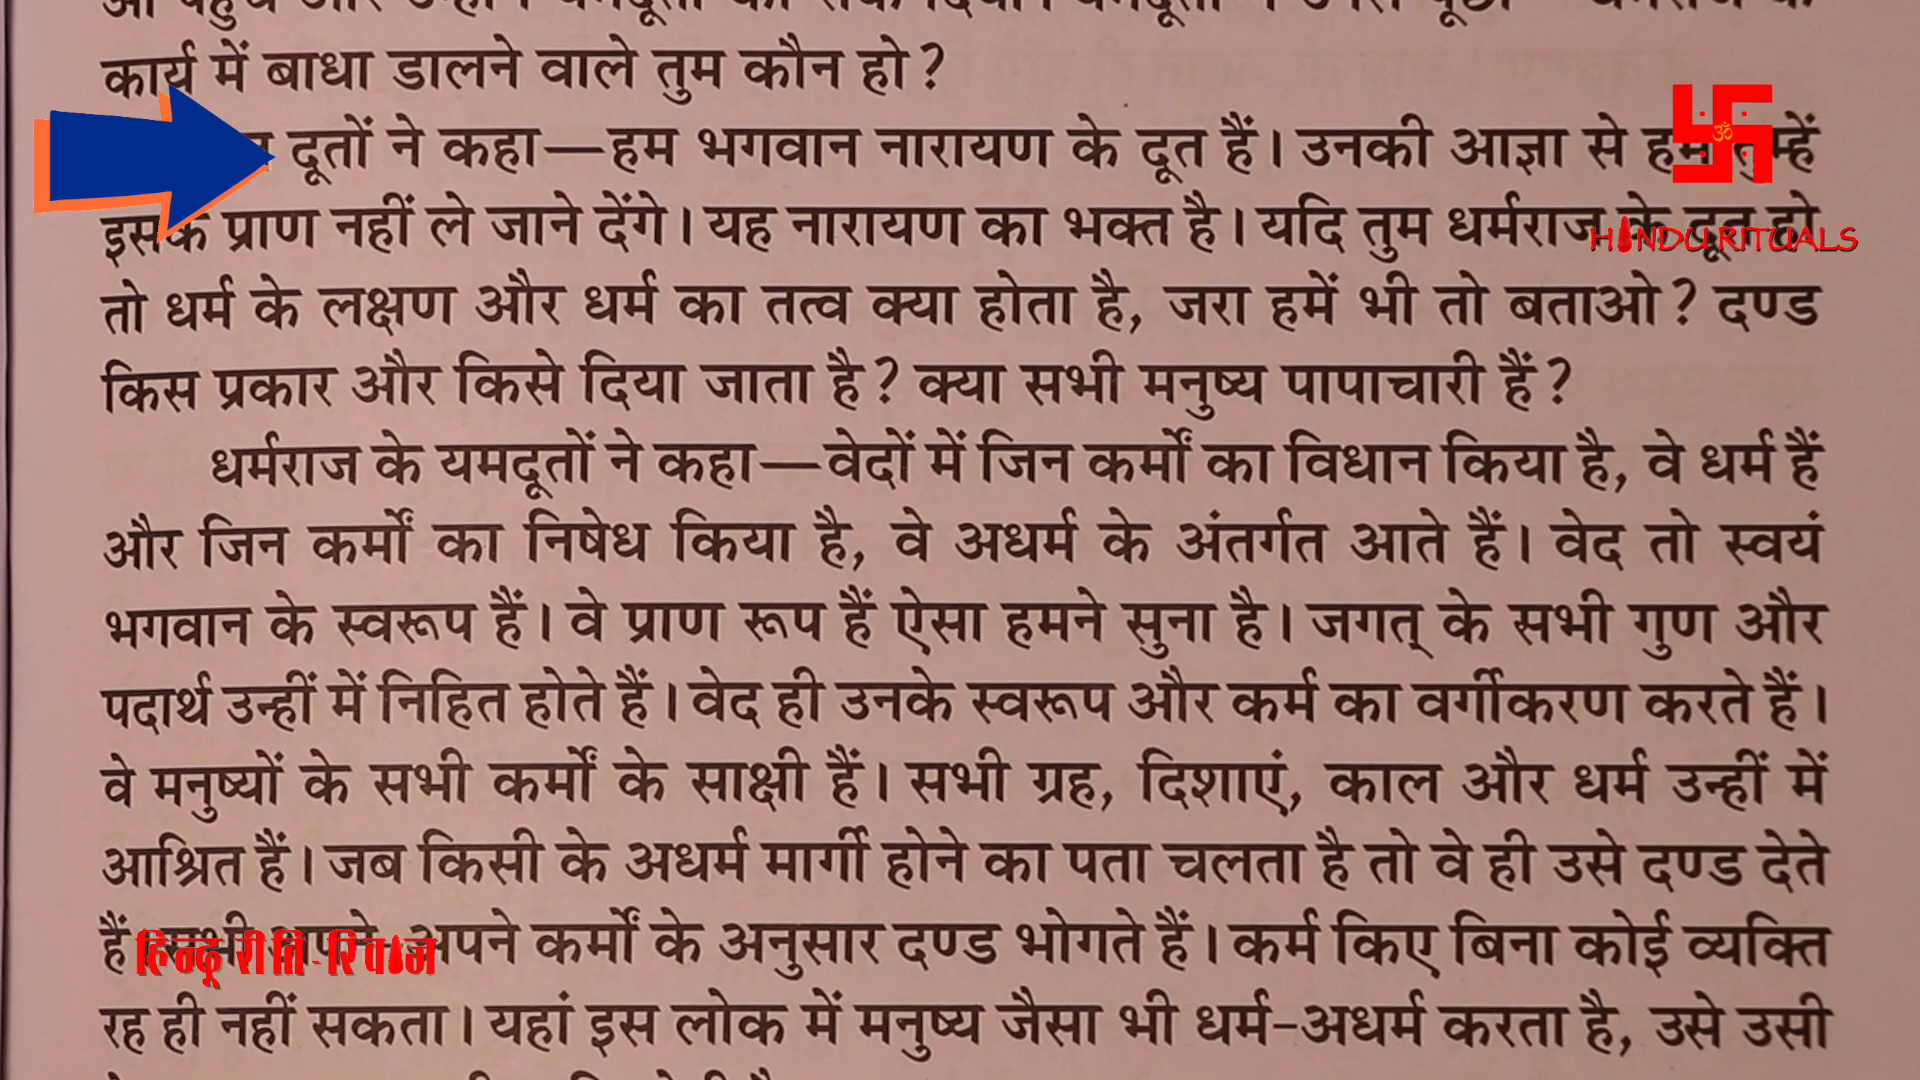 कार्य में बाधा डालने वाले तुम कौन हो?
दूतों ने कहा—हम भगवान नारायण के दूत हैं। उनकी आज्ञा से हम तुम्हें
इसके प्राण नहीं ले जाने देंगे। यह नारायण का भक्त है। यदि तुम धर्मराज के दूत हो
HINDU RITUALS
तो धर्म के लक्षण और धर्म का तत्व क्या होता है, जरा हमें भी तो बताओ? दण्ड
किस प्रकार और किसे दिया जाता है? क्या सभी मनुष्य पापाचारी हैं?
धर्मराज के यमदूतों ने कहा—वेदों में जिन कर्मों का विधान किया है, वे धर्म हैं
और जिन कर्मों का निषेध किया है, वे अधर्म के अंतर्गत आते हैं। वेद तो स्वयं
भगवान के स्वरूप हैं। वे प्राण रूप हैं ऐसा हमने सुना है। जगत् के सभी गुण और
पदार्थ उन्हीं में निहित होते हैं। वेद ही उनके स्वरूप और कर्म का वर्गीकरण करते हैं।
वे मनुष्यों के सभी कर्मों के साक्षी हैं। सभी ग्रह, दिशाएं, काल और धर्म उन्हीं में
आश्रित हैं। जब किसी के अधर्म मार्गी होने का पता चलता है तो वे ही उसे दण्ड देते
हैं। सभी अपने-अपने कर्मों के अनुसार दण्ड भोगते हैं। कर्म किए बिना कोई व्यक्ति
हिन्दू रीति-रिवाज
रह ही नहीं सकता। यहां इस लोक में मनुष्य जैसा भी धर्म-अधर्म करता है, उसे उसी